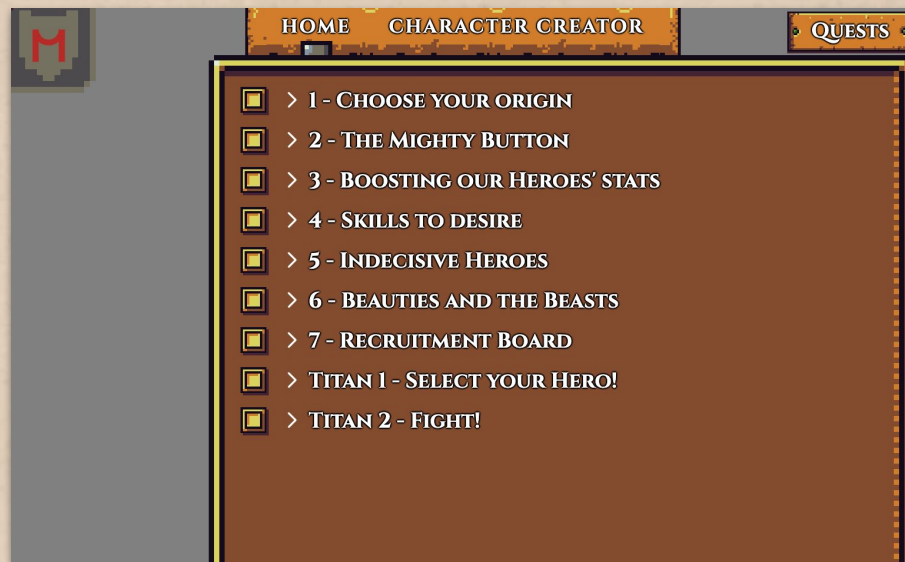 M
HOME CHARACTER CREATOR
QUESTS
> 1 - CHOOSE YOUR ORIGIN
> 2 - THE MIGHTY BUTTON
> 3 - BOOSTING OUR HEROES' STATS
> 4 - SKILLS TO DESIRE
> 5 - INDECISIVE HEROES
> 6 - BEAUTIES AND THE BEASTS
> 7 - RECRUITMENT BOARD
> TITAN 1 - SELECT YOUR HERO!
> TITAN 2 - FIGHT!